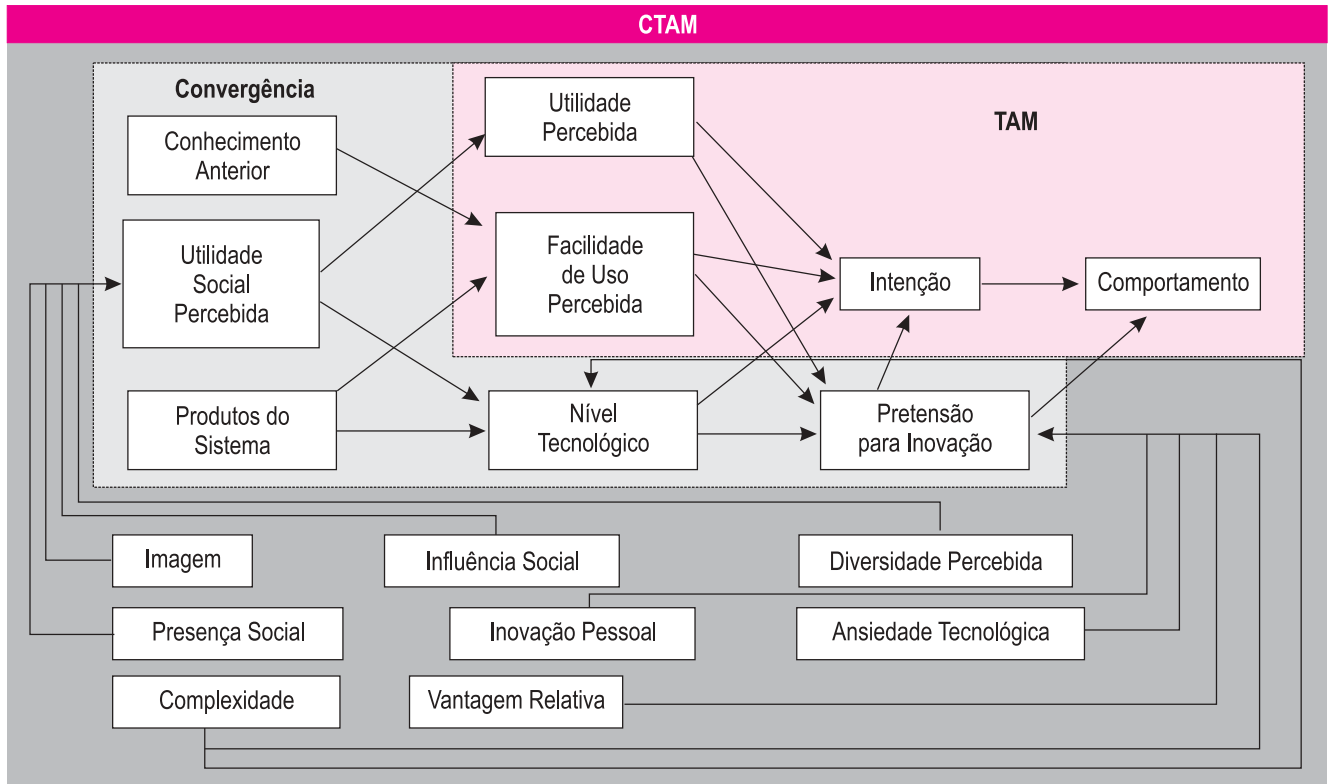 CTAM
Convergência
TAM
Conhecimento
Anterior
Utilidade
Percebida
Utilidade
Social
Percebida
Facilidade
de Uso
Percebida
Intenção
Comportamento
Produtos do
Sistema
Nível
Tecnológico
Pretensão
para Inovação
Imagem
Influência Social
Diversidade Percebida
Presença Social
Inovação Pessoal
Ansiedade Tecnológica
Complexidade
Vantagem Relativa